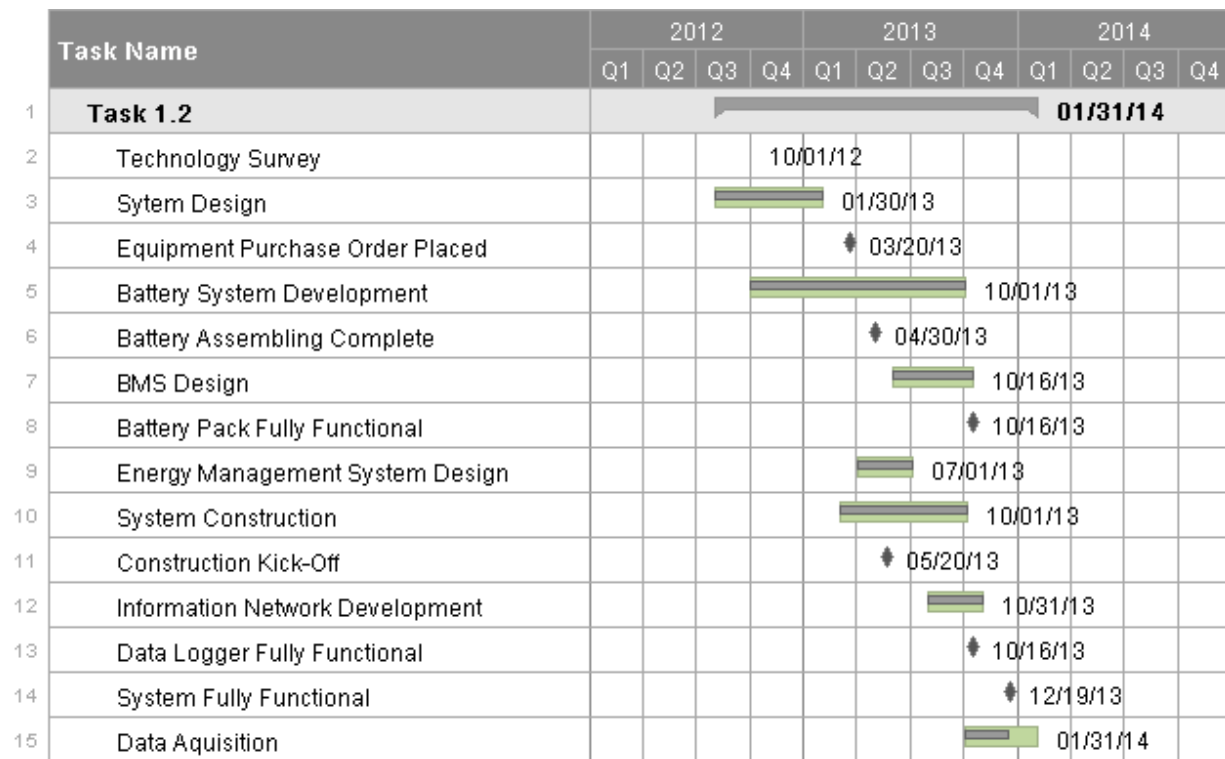 Task Name 2012 2013 2014
Q1 Q2 Q3 Q4 Q1 Q2 Q3 Q4 Q1 Q2 Q3 Q4
1 Task 1.2 01/31/14
2 Technology Survey 10/01/12
3 Sytem Design 01/30/13
4 Equipment Purchase Order Placed 03/20/13
5 Battery System Development 10/01/13
6 Battery Assembling Complete 04/30/13
7 BMS Design 10/16/13
8 Battery Pack Fully Functional 10/16/13
9 Energy Management System Design 07/01/13
10 System Construction 10/01/13
11 Construction Kick-Off 05/20/13
12 Information Network Development 10/31/13
13 Data Logger Fully Functional 10/16/13
14 System Fully Functional 12/19/13
15 Data Aquisition 01/31/14